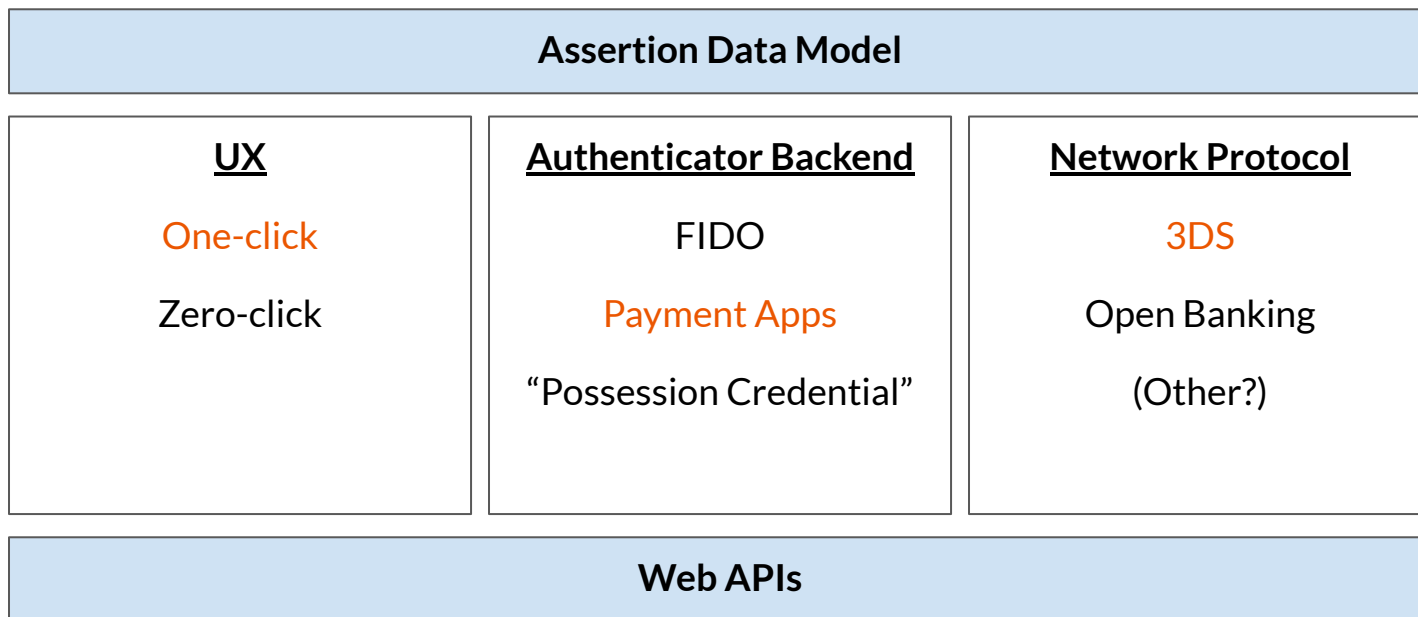 Assertion Data Model
UX
One-click
Zero-click
Authenticator Backend
FIDO
Payment Apps
“Possession Credential”
Network Protocol
3DS
Open Banking
(Other?)
Web APIs